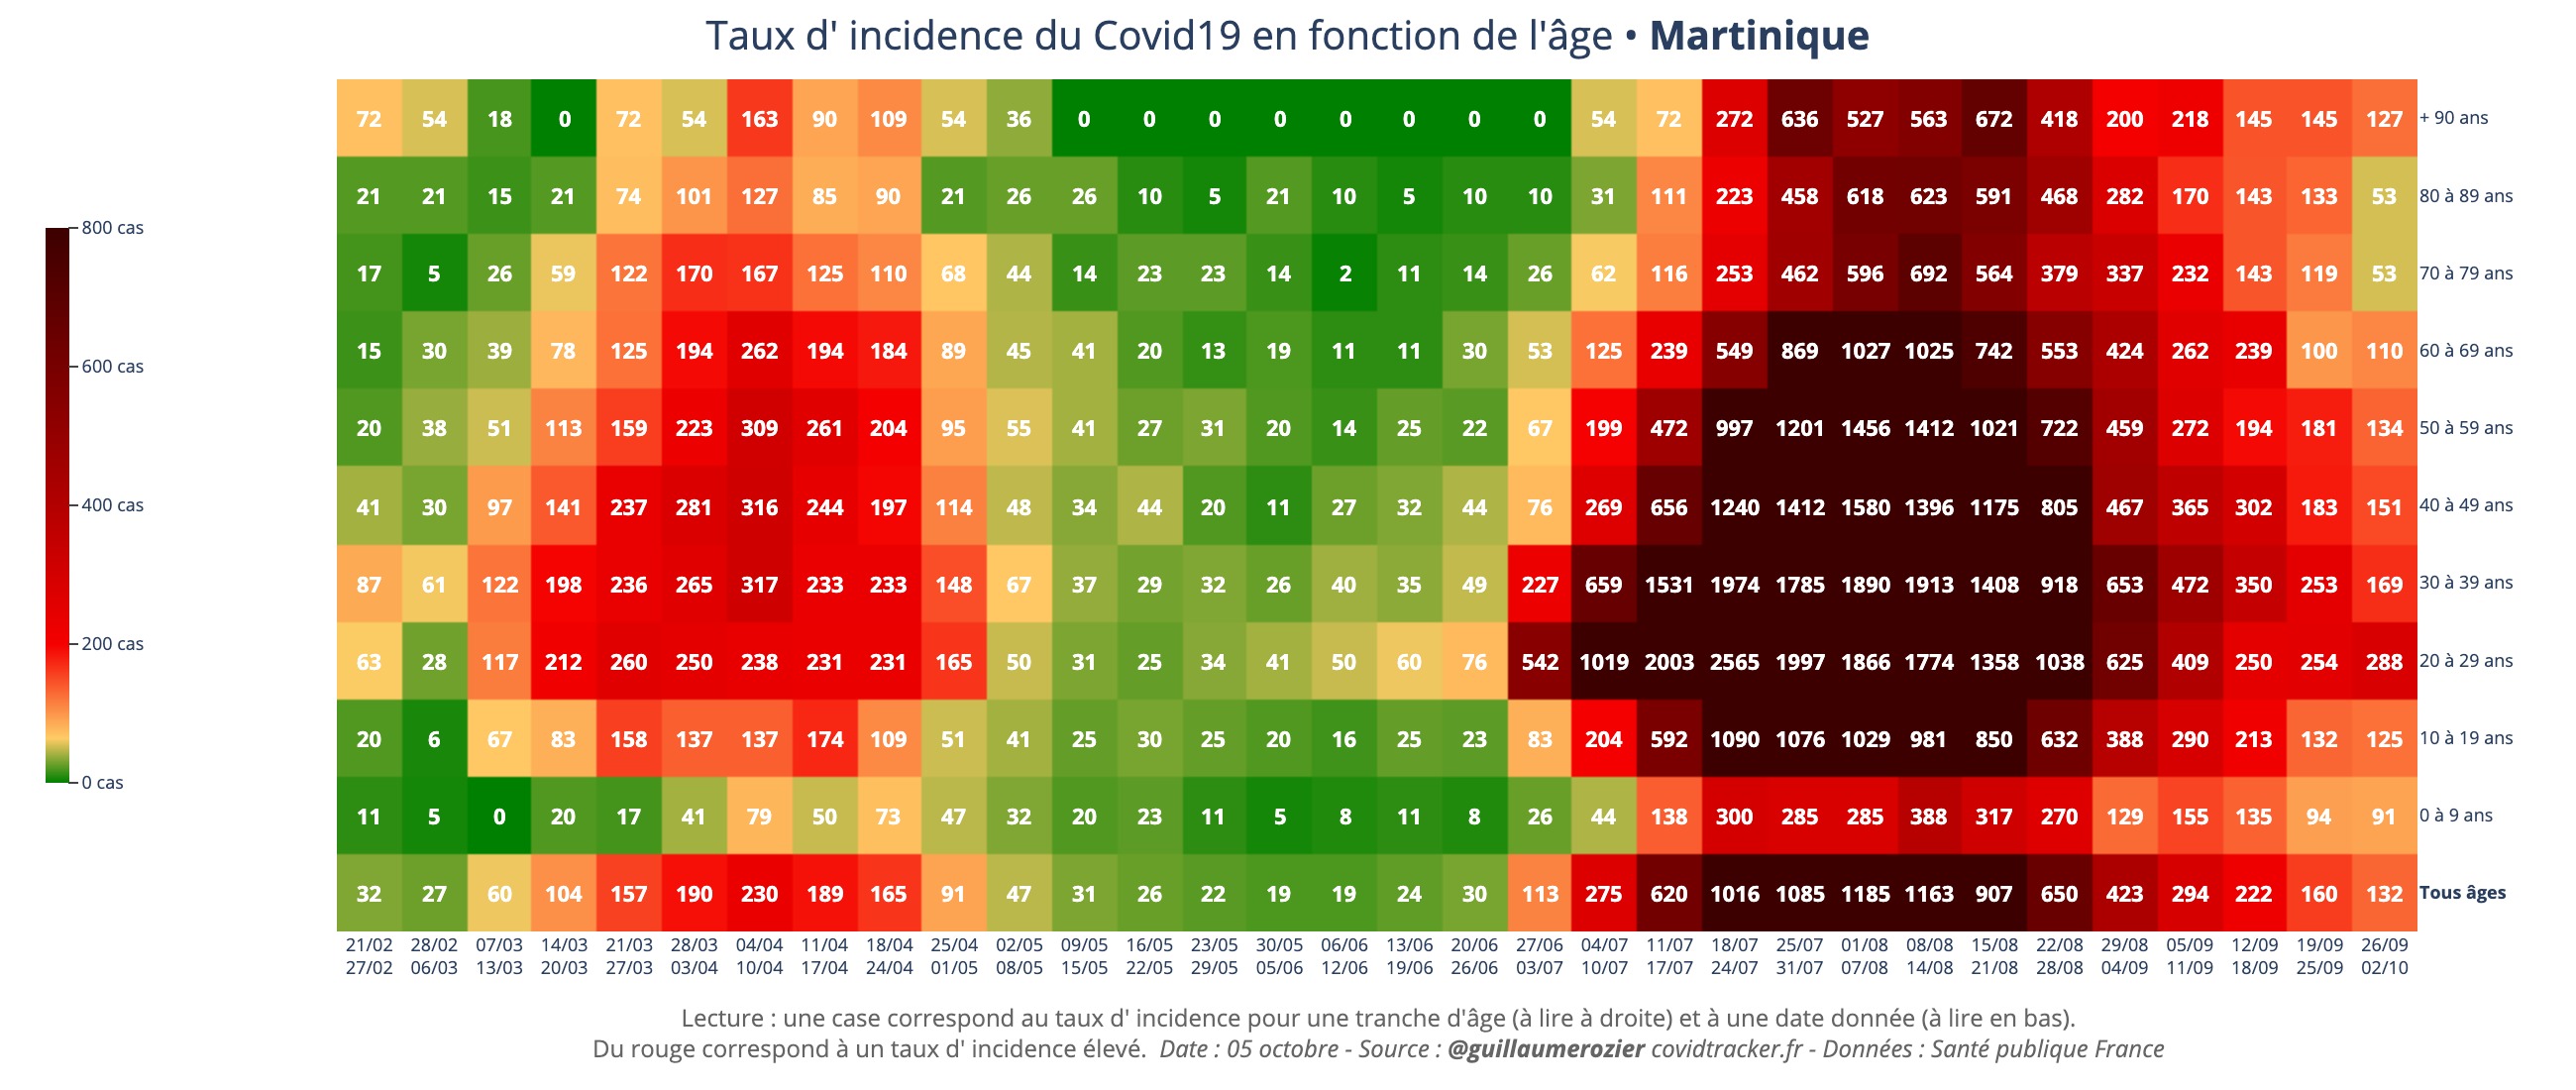 Taux d' incidence du Covid19 en fonction de l'âge • Martinique
72 54 18 0 72 54 163 90 109 54 36 0 0 0 0 0 0 0 0 54 72 272 636 527 563 672 418 200 218 145 145 127 + 90 ans
21 21 15 21 74 101 127 85 90 21 26 26 10 5 21 10 5 10 10 31 111 223 458 618 623 591 468 282 170 143 133 53 80 à 89 ans
17 5 26 59 122 170 167 125 110 68 44 14 23 23 14 2 11 14 26 62 116 253 462 596 692 564 379 337 232 143 119 53 70 à 79 ans
15 30 39 78 125 194 262 194 184 89 45 41 20 13 19 11 11 30 53 125 239 549 869 1027 1025 742 553 424 262 239 100 110 60 à 69 ans
20 38 51 113 159 223 309 261 204 95 55 41 27 31 20 14 25 22 67 199 472 997 1201 1456 1412 1021 722 459 272 194 181 134 50 à 59 ans
41 30 97 141 237 281 316 244 197 114 48 34 44 20 11 27 32 44 76 269 656 1240 1412 1580 1396 1175 805 467 365 302 183 151 40 à 49 ans
87 61 122 198 236 265 317 233 233 148 67 37 29 32 26 40 35 49 227 659 1531 1974 1785 1890 1913 1408 918 653 472 350 253 169 30 à 39 ans
63 28 117 212 260 250 238 231 231 165 50 31 25 34 41 50 60 76 542 1019 2003 2565 1997 1866 1774 1358 1038 625 409 250 254 288 20 à 29 ans
20 6 67 83 158 137 137 174 109 51 41 25 30 25 20 16 25 23 83 204 592 1090 1076 1029 981 850 632 388 290 213 132 125 10 à 19 ans
11 5 0 20 17 41 79 50 73 47 32 20 23 11 5 8 11 8 26 44 138 300 285 285 388 317 270 129 155 135 94 91 0 à 9 ans
32 27 60 104 157 190 230 189 165 91 47 31 26 22 19 19 24 30 113 275 620 1016 1085 1185 1163 907 650 423 294 222 160 132 Tous âges
21/02 28/02 07/03 14/03 21/03 28/03 04/04 11/04 18/04 25/04 02/05 09/05 16/05 23/05 30/05 06/06 13/06 20/06 27/06 04/07 11/07 18/07 25/07 01/08 08/08 15/08 22/08 29/08 05/09 12/09 19/09 26/09
27/02 06/03 13/03 20/03 27/03 03/04 10/04 17/04 24/04 01/05 08/05 15/05 22/05 29/05 05/06 12/06 19/06 26/06 03/07 10/07 17/07 24/07 31/07 07/08 14/08 21/08 28/08 04/09 11/09 18/09 25/09 02/10
800 cas
600 cas
400 cas
200 cas
0 cas
Lecture : une case correspond au taux d' incidence pour une tranche d'âge (à lire à droite) et à une date donnée (à lire en bas).
Du rouge correspond à un taux d' incidence élevé. Date : 05 octobre - Source : @guillaumerozier covidtracker.fr - Données : Santé publique France